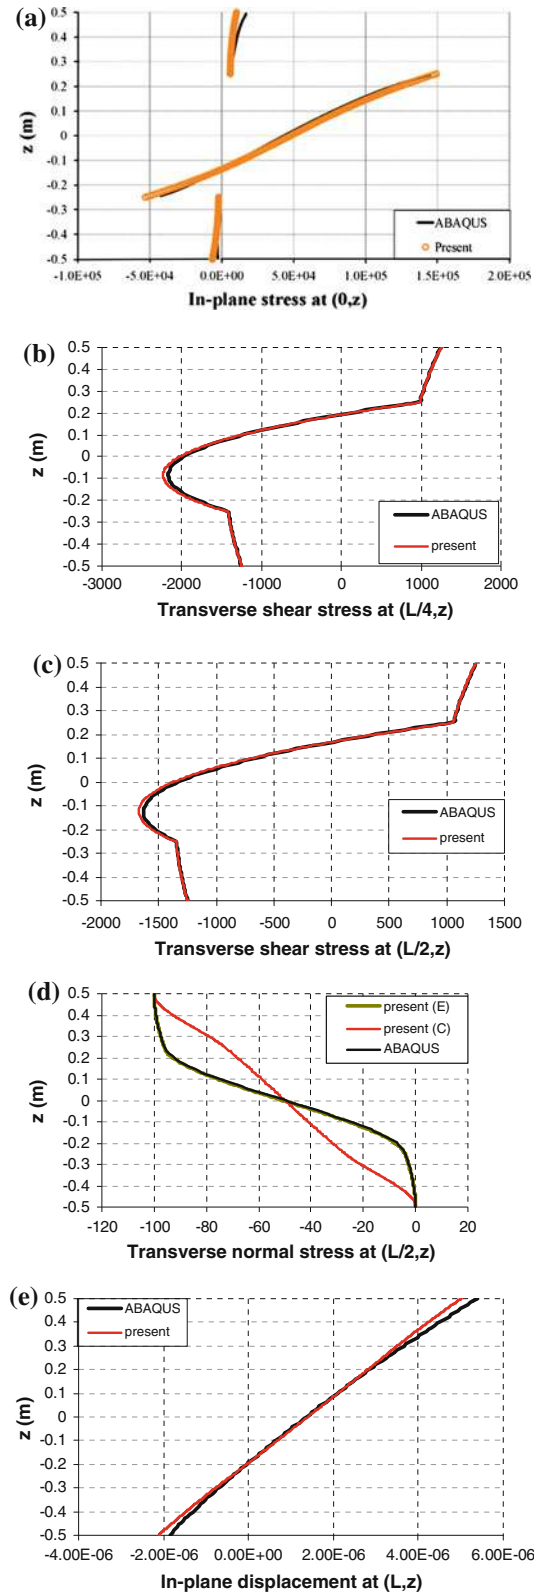 (a)
0.5
0.4
0.3
0.2
0.1
0
-0.1
-0.2
-0.3
-0.4
-0.5
z (m)
ABAQUS
Present
-1.0E+05 -5.0E+04 0.0E+00 5.0E+04 1.0E+05 1.5E+05 2.0E+05
In-plane stress at (0,z)
(b)
0.5
0.4
0.3
0.2
0.1
0
-0.1
-0.2
-0.3
-0.4
-0.5
z (m)
ABAQUS
present
-3000 -2000 -1000 0 1000 2000
Transverse shear stress at (L/4,z)
(c)
0.5
0.4
0.3
0.2
0.1
0
-0.1
-0.2
-0.3
-0.4
-0.5
z (m)
ABAQUS
present
-2000 -1500 -1000 -500 0 500 1000 1500
Transverse shear stress at (L/2,z)
(d)
0.5
0.4
0.3
0.2
0.1
0
-0.1
-0.2
-0.3
-0.4
-0.5
z (m)
present (E)
present (C)
ABAQUS
-120 -100 -80 -60 -40 -20 0 20
Transverse normal stress at (L/2,z)
(e)
0.5
0.4
0.3
0.2
0.1
0
-0.1
-0.2
-0.3
-0.4
-0.5
z (m)
ABAQUS
present
-4.00E-06 -2.00E-06 0.00E+00 2.00E-06 4.00E-06 6.00E-06
In-plane displacement at (L,z)